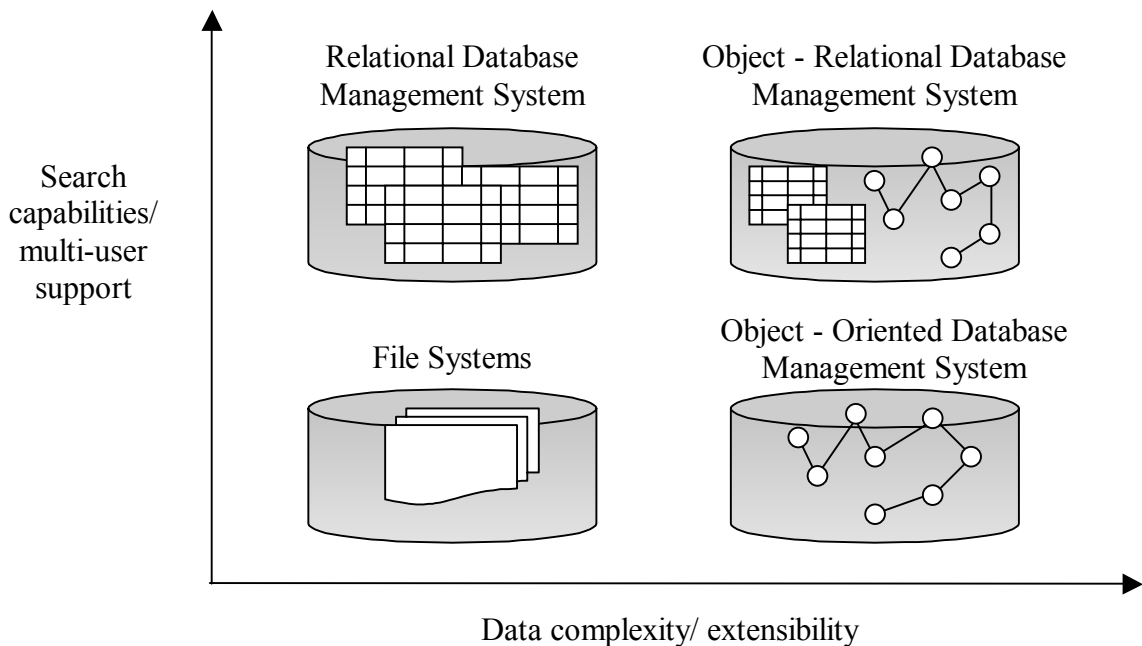 Relational Database
Management System
Object - Relational Database
Management System
Search
capabilities/
multi-user
support
File Systems
Object - Oriented Database
Management System
Data complexity/ extensibility